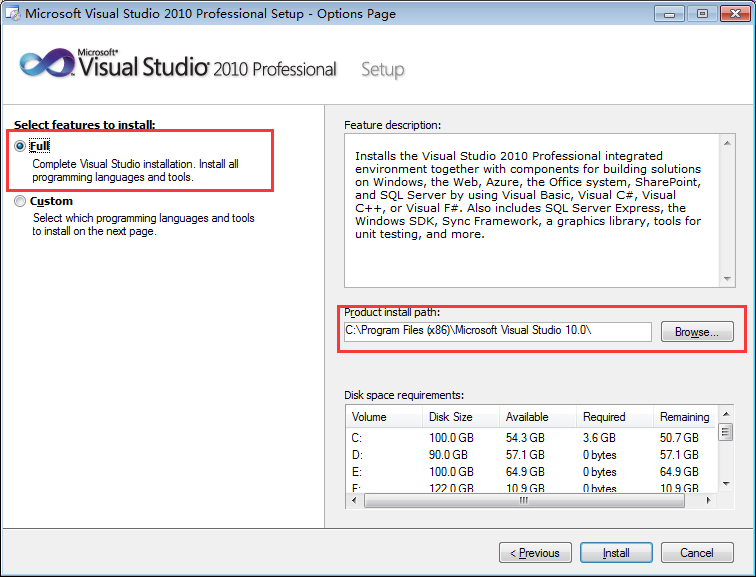 Microsoft Visual Studio 2010 Professional Setup - Options Page
Microsoft®
Visual Studio® 2010 Professional Setup
Select features to install:
Full
Complete Visual Studio installation. Install all
programming languages and tools.
Custom
Select which programming languages and tools
to install on the next page.
Feature description:
Installs the Visual Studio 2010 Professional integrated
environment together with components for building solutions
on Windows, the Web, Azure, the Office system, SharePoint,
and SQL Server by using Visual Basic, Visual C#, Visual
C++, or Visual F#. Also includes SQL Server Express, the
Windows SDK, Sync Framework, a graphics library, tools for
unit testing, and more.
Product install path:
C:\Program Files (x86)\Microsoft Visual Studio 10.0\
Browse...
Disk space requirements:
Volume Disk Size Available Required Remaining
C: 100.0 GB 54.3 GB 3.6 GB 50.7 GB
D: 90.0 GB 57.1 GB 0 bytes 57.1 GB
E: 100.0 GB 64.9 GB 0 bytes 64.9 GB
F: 122.0 GB 10.9 GB 0 bytes 10.9 GB
< Previous Install Cancel